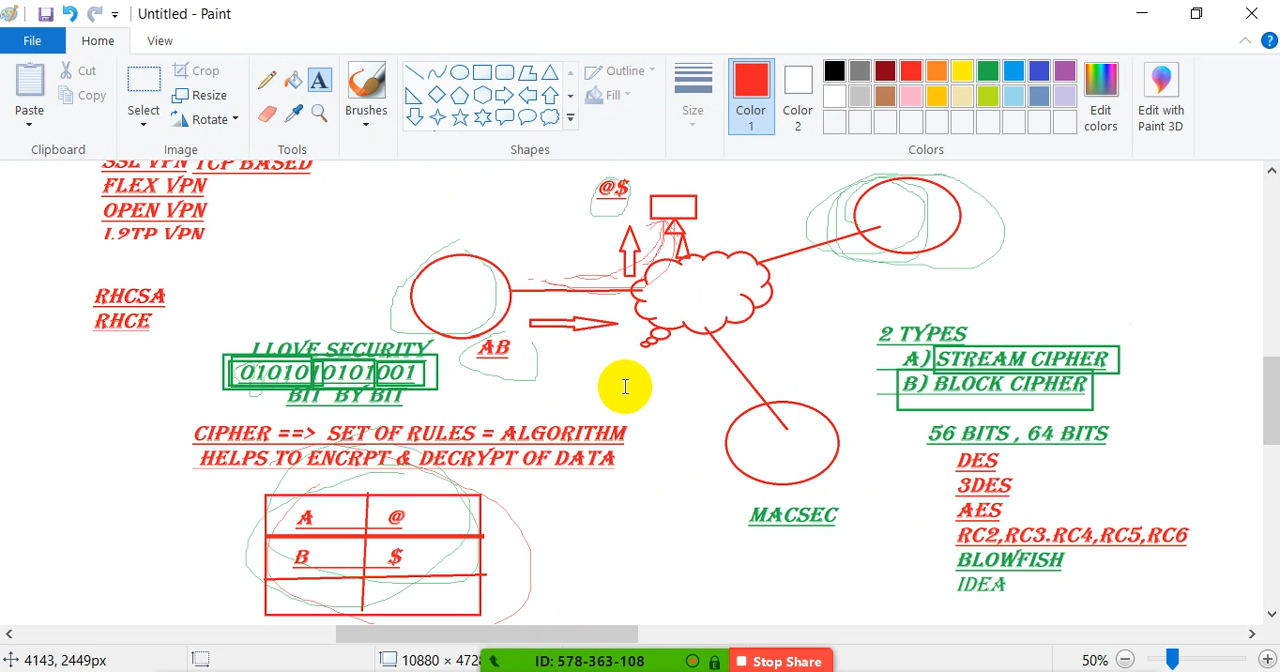 Untitled - Paint
File
Home
View
Paste
Cut
Copy
Clipboard
Select
Crop
Resize
Rotate
Image
A
Tools
Brushes
Outline
Fill
Shapes
Size
Color 1
Color 2
Edit colors
Edit with Paint 3D
Colors
SSL VPN TCP BASED
FLEX VPN
OPEN VPN
L2TP VPN
RHCSA
RHCE
@$
AB
I LOVE SECURITY
010101010101001
BIT BY BIT
CIPHER ==> SET OF RULES = ALGORITHM
HELPS TO ENCRPT & DECRYPT OF DATA
A @
B $
MACSEC
2 TYPES
A) STREAM CIPHER
B) BLOCK CIPHER
56 BITS , 64 BITS
DES
3DES
AES
RC2,RC3.RC4,RC5,RC6
BLOWFISH
IDEA
4143, 2449px
10880 × 472
ID: 578-363-108
Stop Share
50%